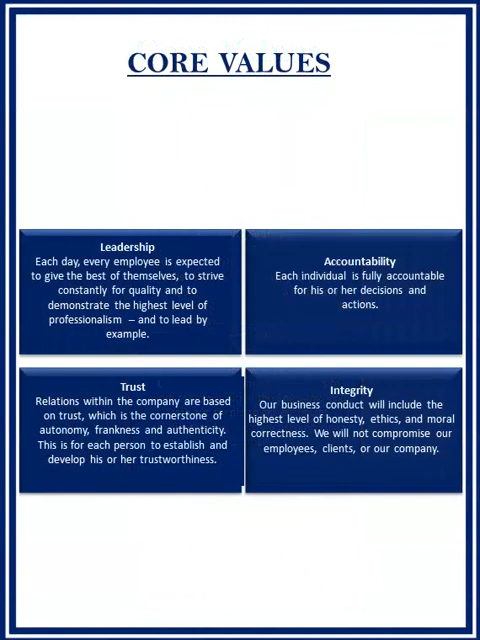 CORE VALUES
Leadership
Each day, every employee is expected
to give the best of themselves, to strive
constantly for quality and to
demonstrate the highest level of
professionalism – and to lead by
example.
Accountability
Each individual is fully accountable
for his or her decisions and
actions.
Trust
Relations within the company are based
on trust, which is the cornerstone of
autonomy, frankness and authenticity.
This is for each person to establish and
develop his or her trustworthiness.
Integrity
Our business conduct will include the
highest level of honesty, ethics, and moral
correctness. We will not compromise our
employees, clients, or our company.